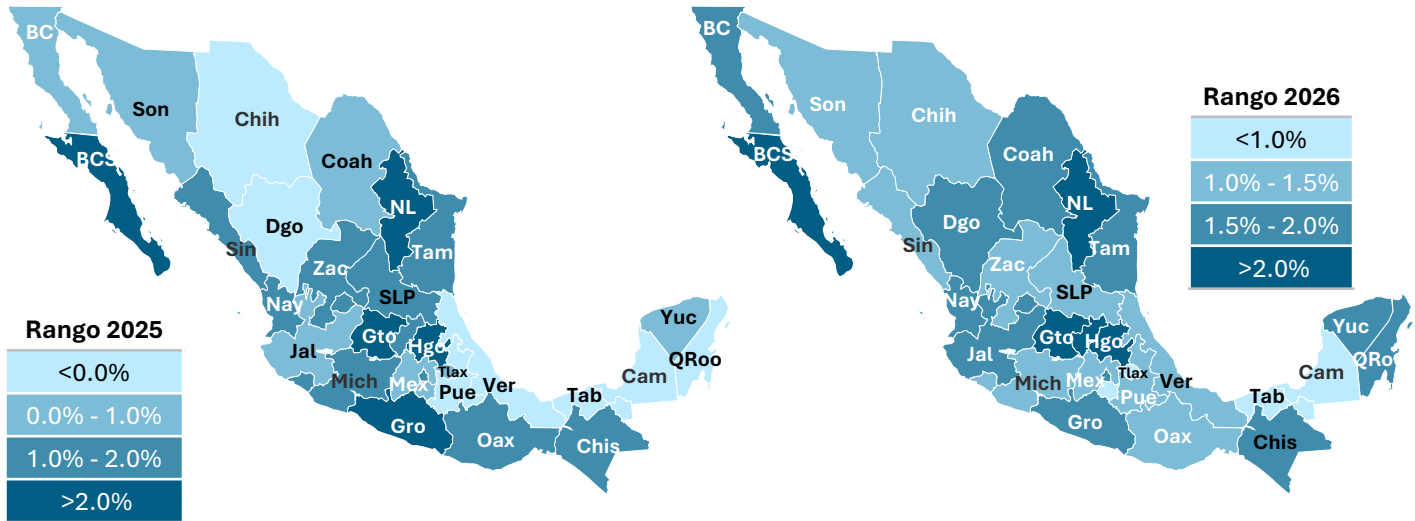 BC
Son
Chih
Coah
BCS
NL
Dgo
Sin
Tam
Zac
SLP
Nay
Gto
Hgo
Jal
Mich
Mex
Tlax
Pue
Ver
Gro
Oax
Tab
Chis
Cam
Yuc
QRoo
Rango 2025
<0.0%
0.0% - 1.0%
1.0% - 2.0%
>2.0%
BC
Son
Chih
Coah
BCS
NL
Dgo
Sin
Tam
Zac
SLP
Nay
Gto
Hgo
Jal
Mich
Mex
Tlax
Pue
Ver
Gro
Oax
Tab
Chis
Cam
Yuc
QRoo
Rango 2026
<1.0%
1.0% - 1.5%
1.5% - 2.0%
>2.0%